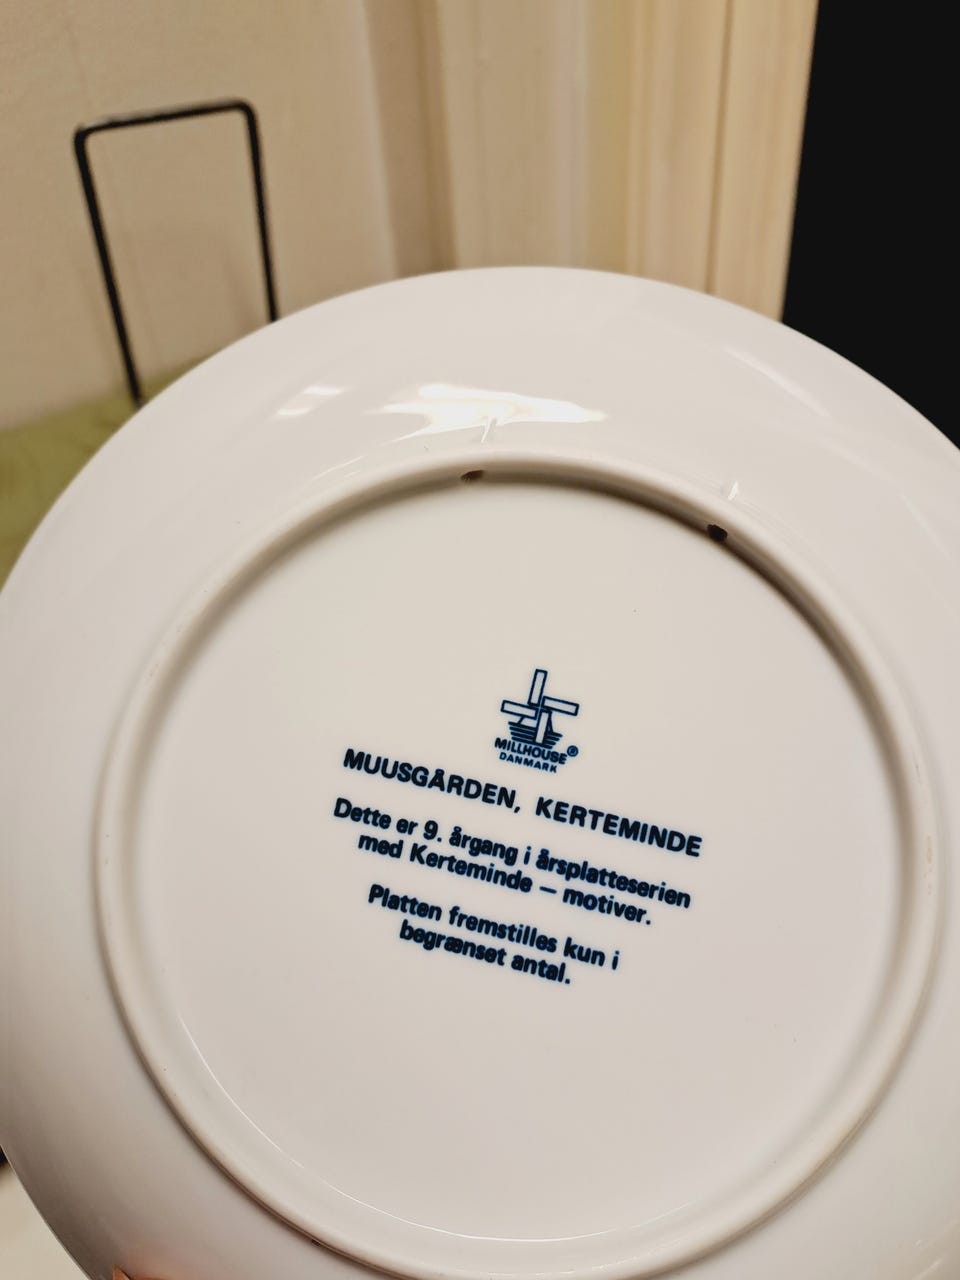 MILLHOUSE®
DANMARK
MUUSGÅRDEN, KERTEMINDE
Dette er 9. årgang i årsplatteserien
med Kerteminde – motiver.
Platten fremstilles kun i
begrænset antal.